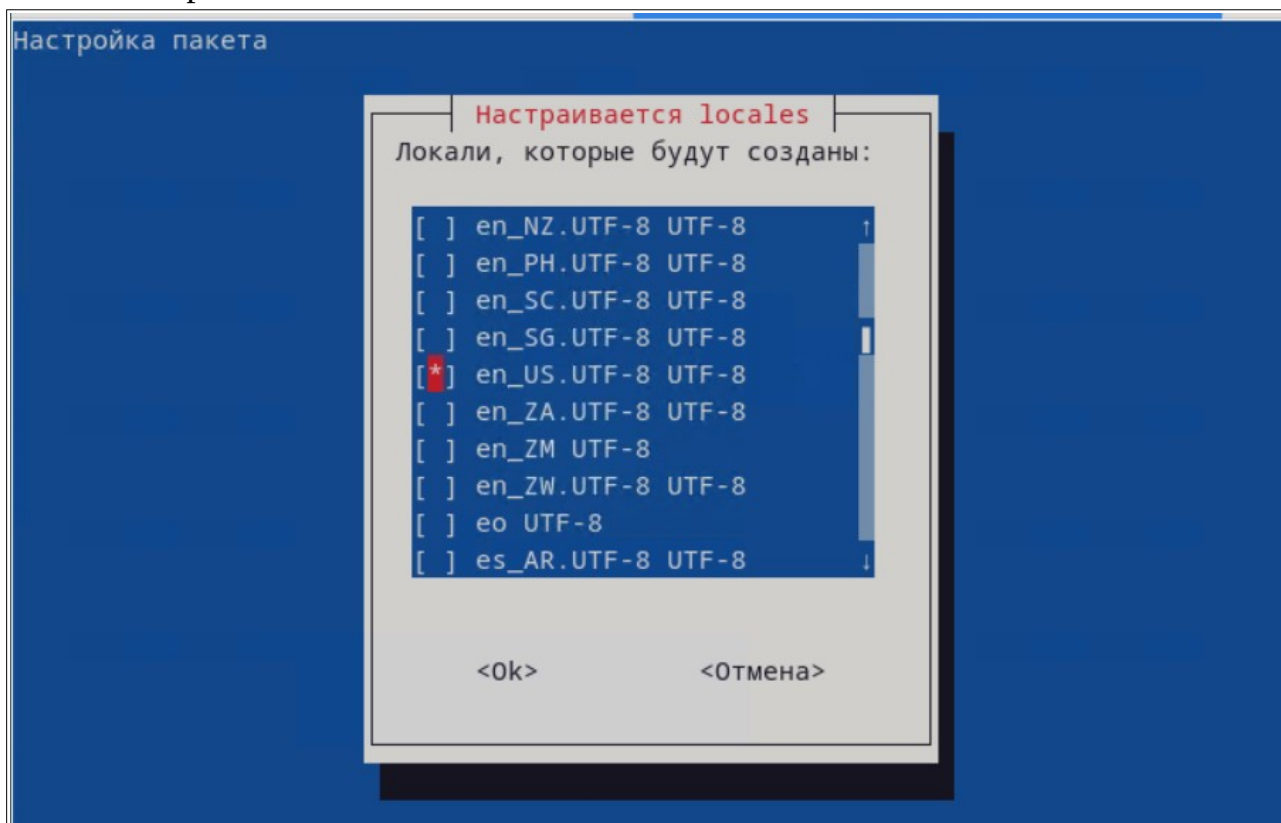 Настройка пакета
Настраивается locales
Локали, которые будут созданы:
[ ] en_NZ.UTF-8 UTF-8 ↑
[ ] en_PH.UTF-8 UTF-8
[ ] en_SC.UTF-8 UTF-8
[ ] en_SG.UTF-8 UTF-8
[*] en_US.UTF-8 UTF-8
[ ] en_ZA.UTF-8 UTF-8
[ ] en_ZM UTF-8
[ ] en_ZW.UTF-8 UTF-8
[ ] eo UTF-8
[ ] es_AR.UTF-8 UTF-8 ↓
<Ok> <Отмена>